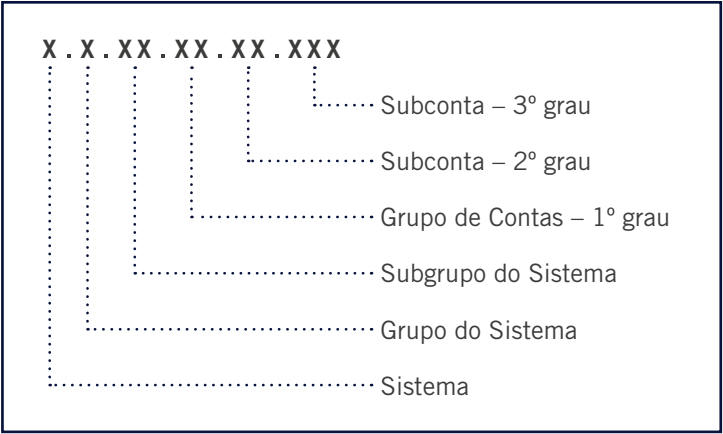 X.X.XX.XX.XX.XXX
Subconta – 3º grau
Subconta – 2º grau
Grupo de Contas – 1º grau
Subgrupo do Sistema
Grupo do Sistema
Sistema